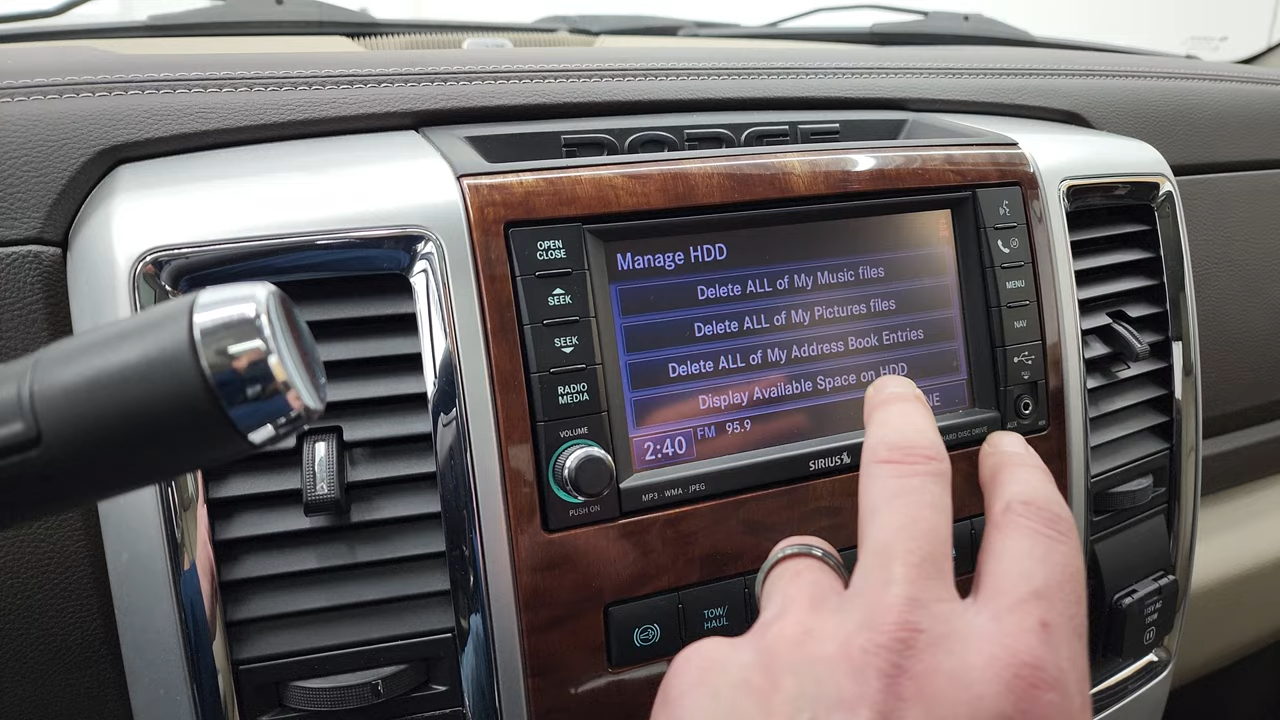 DODGE
OPEN
CLOSE
SEEK
SEEK
RADIO
MEDIA
VOLUME
PUSH ON
Manage HDD
Delete ALL of My Music files
Delete ALL of My Pictures files
Delete ALL of My Address Book Entries
Display Available Space on HDD
NE
2:40
FM 95.9
SIRIUS
MP3 - WMA - JPEG
HARD DISC DRIVE
MENU
NAV
PULL
AUX
TOW/
HAUL
115V AC
150W